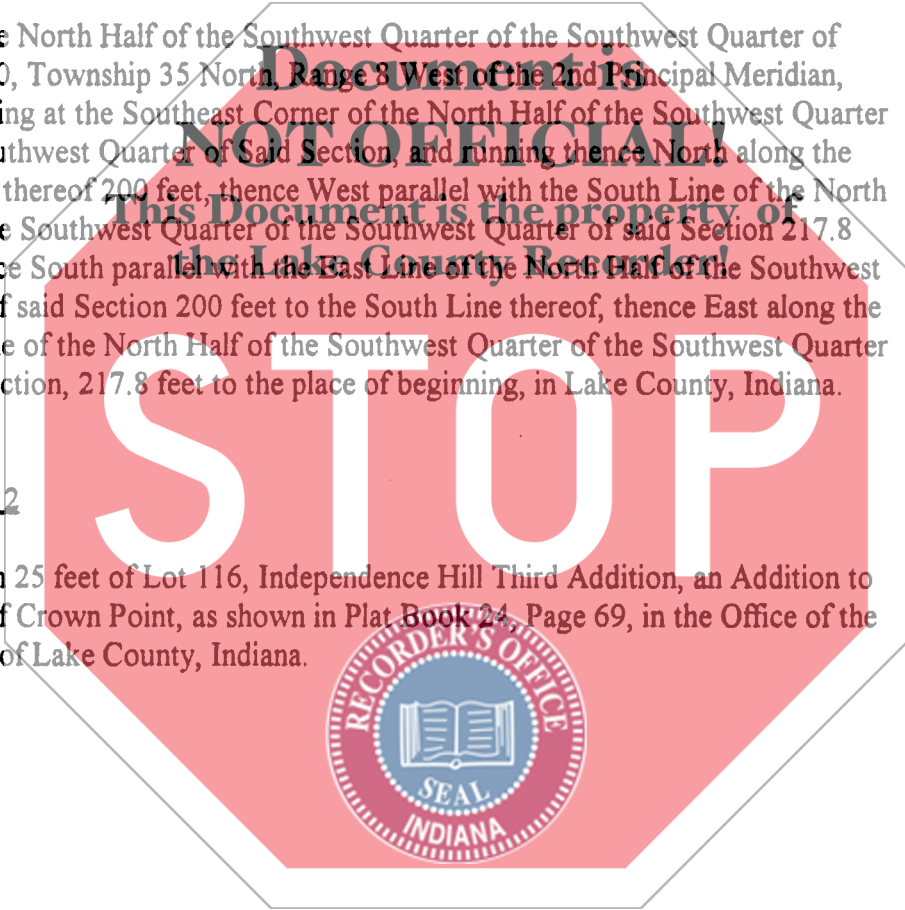 e North Half of the Southwest Quarter of the Southwest Quarter of
0, Township 35 North, Range 8 West of the 2nd Principal Meridian,
ing at the Southeast Corner of the North Half of the Southwest Quarter
uthwest Quarter of Said Section, and running thence North along the
thereof 200 feet, thence West parallel with the South Line of the North
e Southwest Quarter of the Southwest Quarter of said Section 217.8
ce South parallel with the East Line of the North Half of the Southwest
f said Section 200 feet to the South Line thereof, thence East along the
e of the North Half of the Southwest Quarter of the Southwest Quarter
ction, 217.8 feet to the place of beginning, in Lake County, Indiana.
2
25 feet of Lot 116, Independence Hill Third Addition, an Addition to
f Crown Point, as shown in Plat Book 24, Page 69, in the Office of the
of Lake County, Indiana.
Document is
NOT OFFICIAL!
This Document is the property of
the Lake County Recorder!
STOP
RECORDER'S OFFICE
SEAL
INDIANA